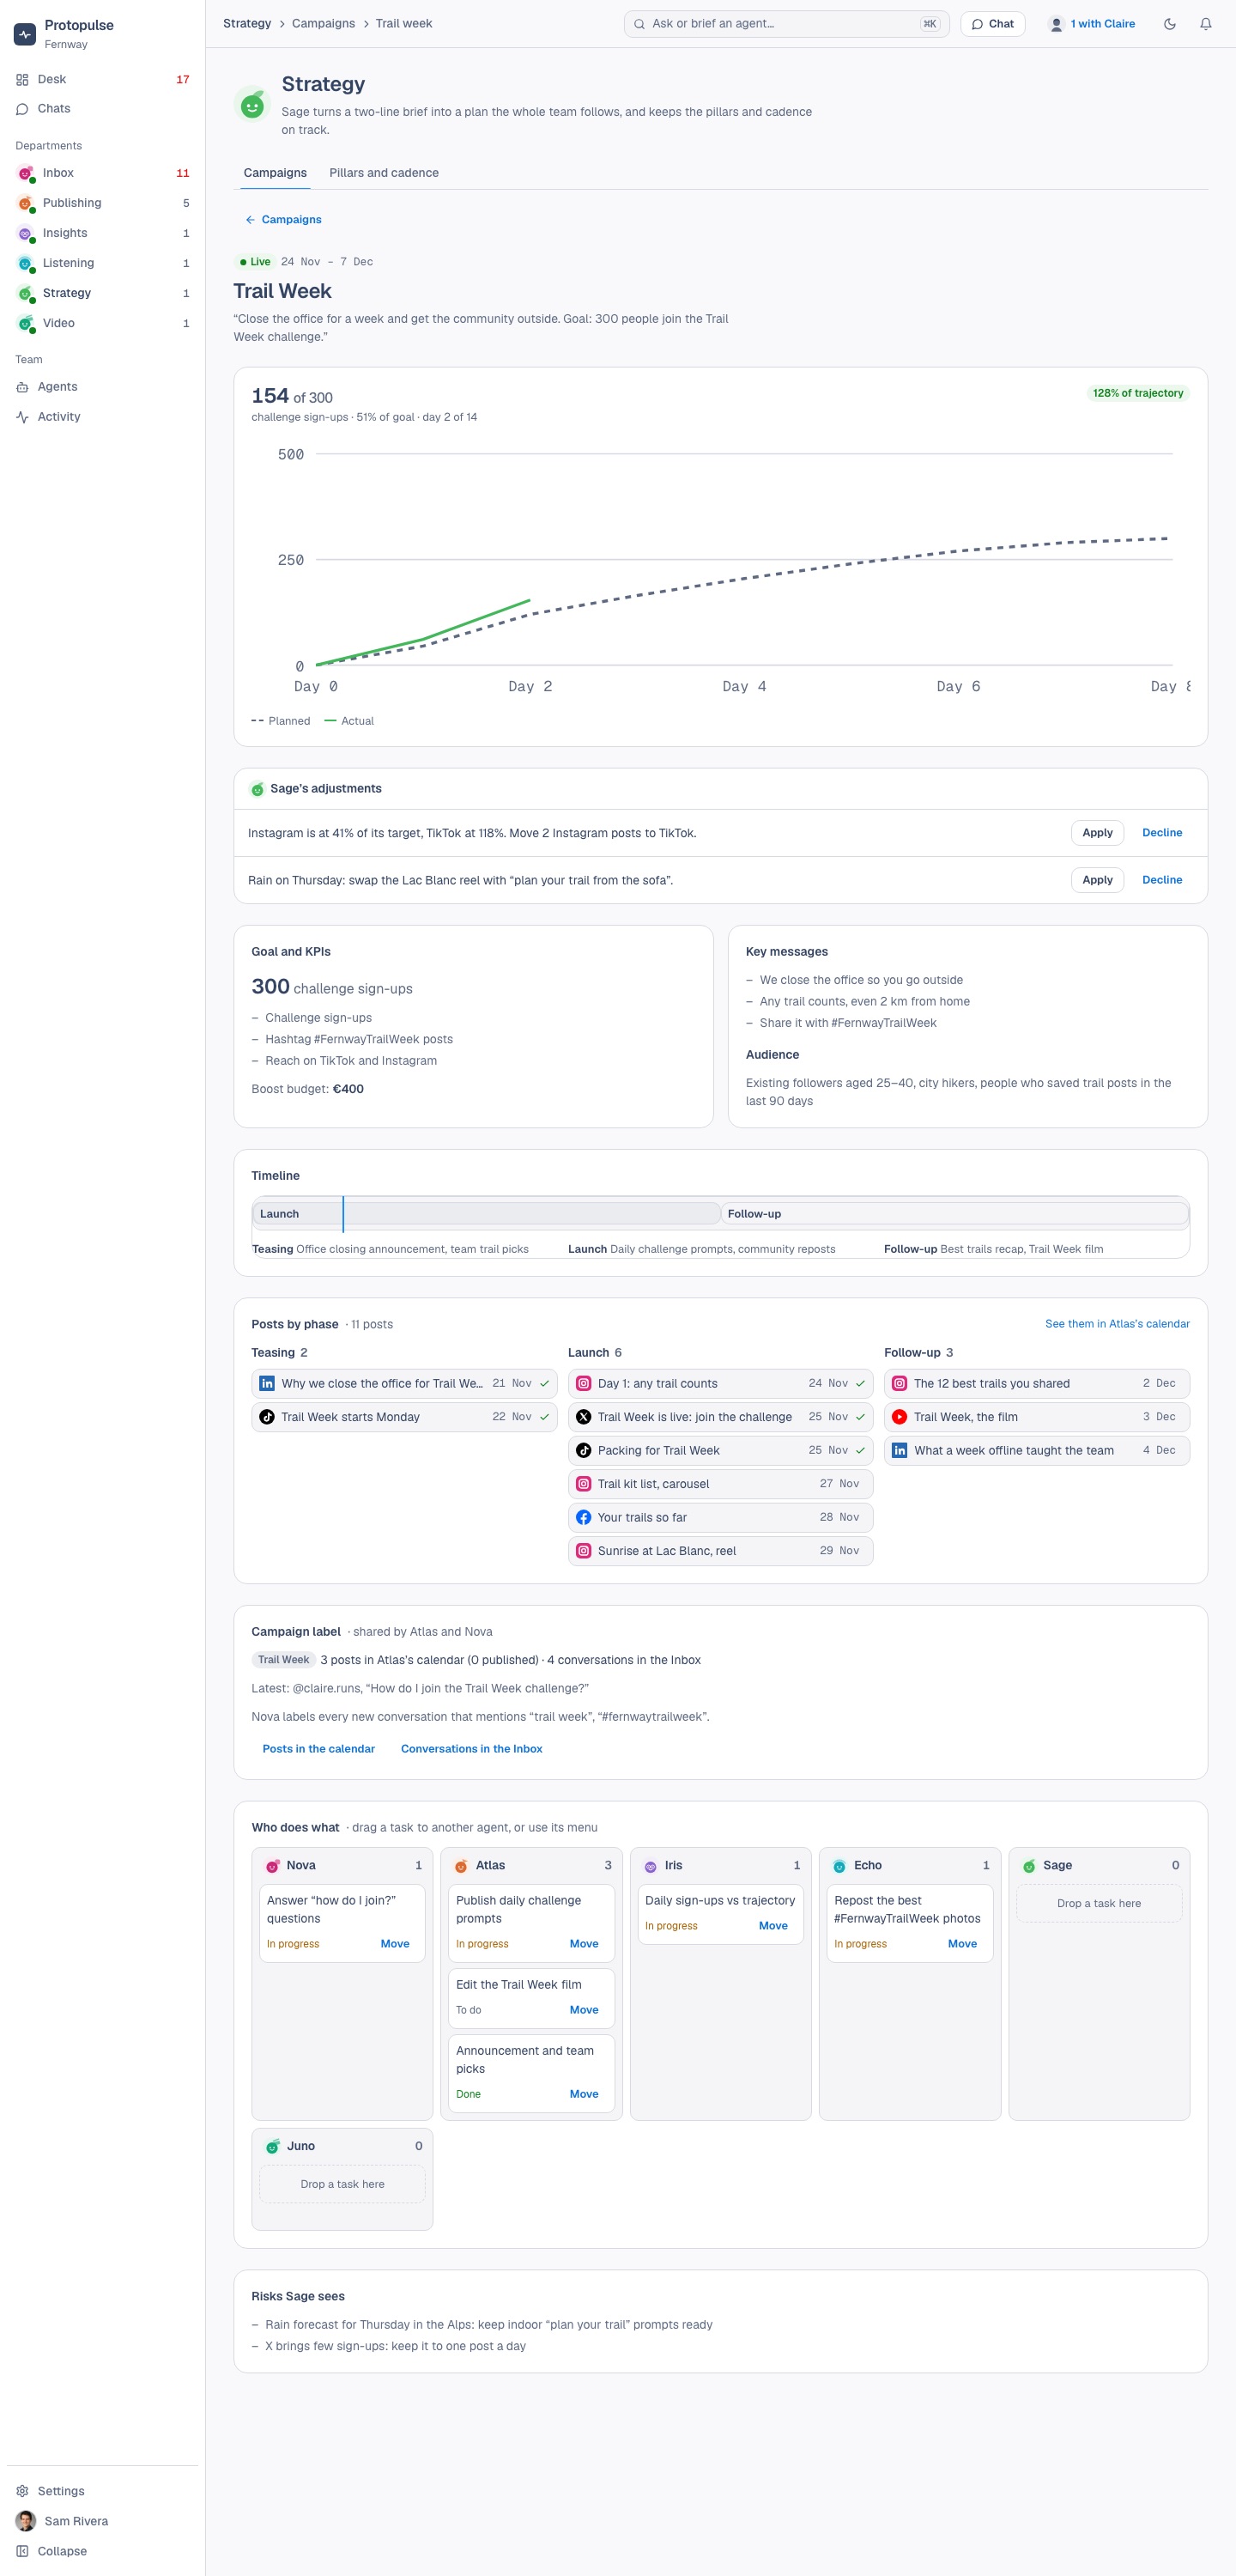 Protopulse
Fernway
Desk 17
Chats
Departments
Inbox 11
Publishing 5
Insights 1
Listening 1
Strategy 1
Video 1
Team
Agents
Activity
Settings
Sam Rivera
Collapse
Strategy > Campaigns > Trail week
Ask or brief an agent… ⌘K
Chat
1 with Claire
Strategy
Sage turns a two-line brief into a plan the whole team follows, and keeps the pillars and cadence
on track.
Campaigns Pillars and cadence
← Campaigns
Live 24 Nov – 7 Dec
Trail Week
“Close the office for a week and get the community outside. Goal: 300 people join the Trail
Week challenge.”
154 of 300
128% of trajectory
challenge sign-ups · 51% of goal · day 2 of 14
500
250
0
Day 0 Day 2 Day 4 Day 6 Day 8
Planned Actual
Sage’s adjustments
Instagram is at 41% of its target, TikTok at 118%. Move 2 Instagram posts to TikTok. Apply Decline
Rain on Thursday: swap the Lac Blanc reel with “plan your trail from the sofa”. Apply Decline
Goal and KPIs
300 challenge sign-ups
– Challenge sign-ups
– Hashtag #FernwayTrailWeek posts
– Reach on TikTok and Instagram
Boost budget: €400
Key messages
– We close the office so you go outside
– Any trail counts, even 2 km from home
– Share it with #FernwayTrailWeek
Audience
Existing followers aged 25–40, city hikers, people who saved trail posts in the
last 90 days
Timeline
Launch Follow-up
Teasing Office closing announcement, team trail picks
Launch Daily challenge prompts, community reposts
Follow-up Best trails recap, Trail Week film
Posts by phase · 11 posts
See them in Atlas’s calendar
Teasing 2
Why we close the office for Trail We… 21 Nov
Trail Week starts Monday 22 Nov
Launch 6
Day 1: any trail counts 24 Nov
Trail Week is live: join the challenge 25 Nov
Packing for Trail Week 25 Nov
Trail kit list, carousel 27 Nov
Your trails so far 28 Nov
Sunrise at Lac Blanc, reel 29 Nov
Follow-up 3
The 12 best trails you shared 2 Dec
Trail Week, the film 3 Dec
What a week offline taught the team 4 Dec
Campaign label · shared by Atlas and Nova
Trail Week 3 posts in Atlas’s calendar (0 published) · 4 conversations in the Inbox
Latest: @claire.runs, “How do I join the Trail Week challenge?”
Nova labels every new conversation that mentions “trail week”, “#fernwaytrailweek”.
Posts in the calendar Conversations in the Inbox
Who does what · drag a task to another agent, or use its menu
Nova 1
Answer “how do I join?”
questions
In progress Move
Atlas 3
Publish daily challenge
prompts
In progress Move
Edit the Trail Week film
To do Move
Announcement and team
picks
Done Move
Iris 1
Daily sign-ups vs trajectory
In progress Move
Echo 1
Repost the best
#FernwayTrailWeek photos
In progress Move
Sage 0
Drop a task here
Juno 0
Drop a task here
Risks Sage sees
– Rain forecast for Thursday in the Alps: keep indoor “plan your trail” prompts ready
– X brings few sign-ups: keep it to one post a day